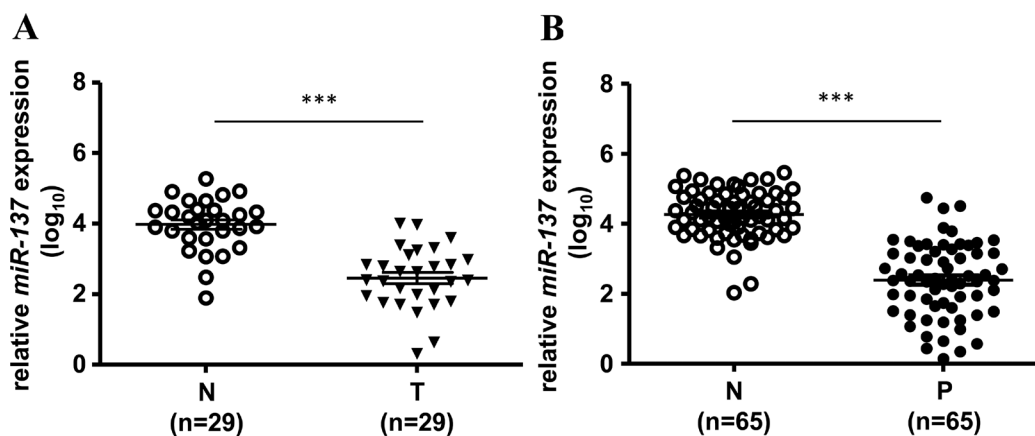 A
relative miR-137 expression
(log10)
8
6
4
2
0
***
N
(n=29)
T
(n=29)
B
relative miR-137 expression
(log10)
8
6
4
2
0
***
N
(n=65)
P
(n=65)